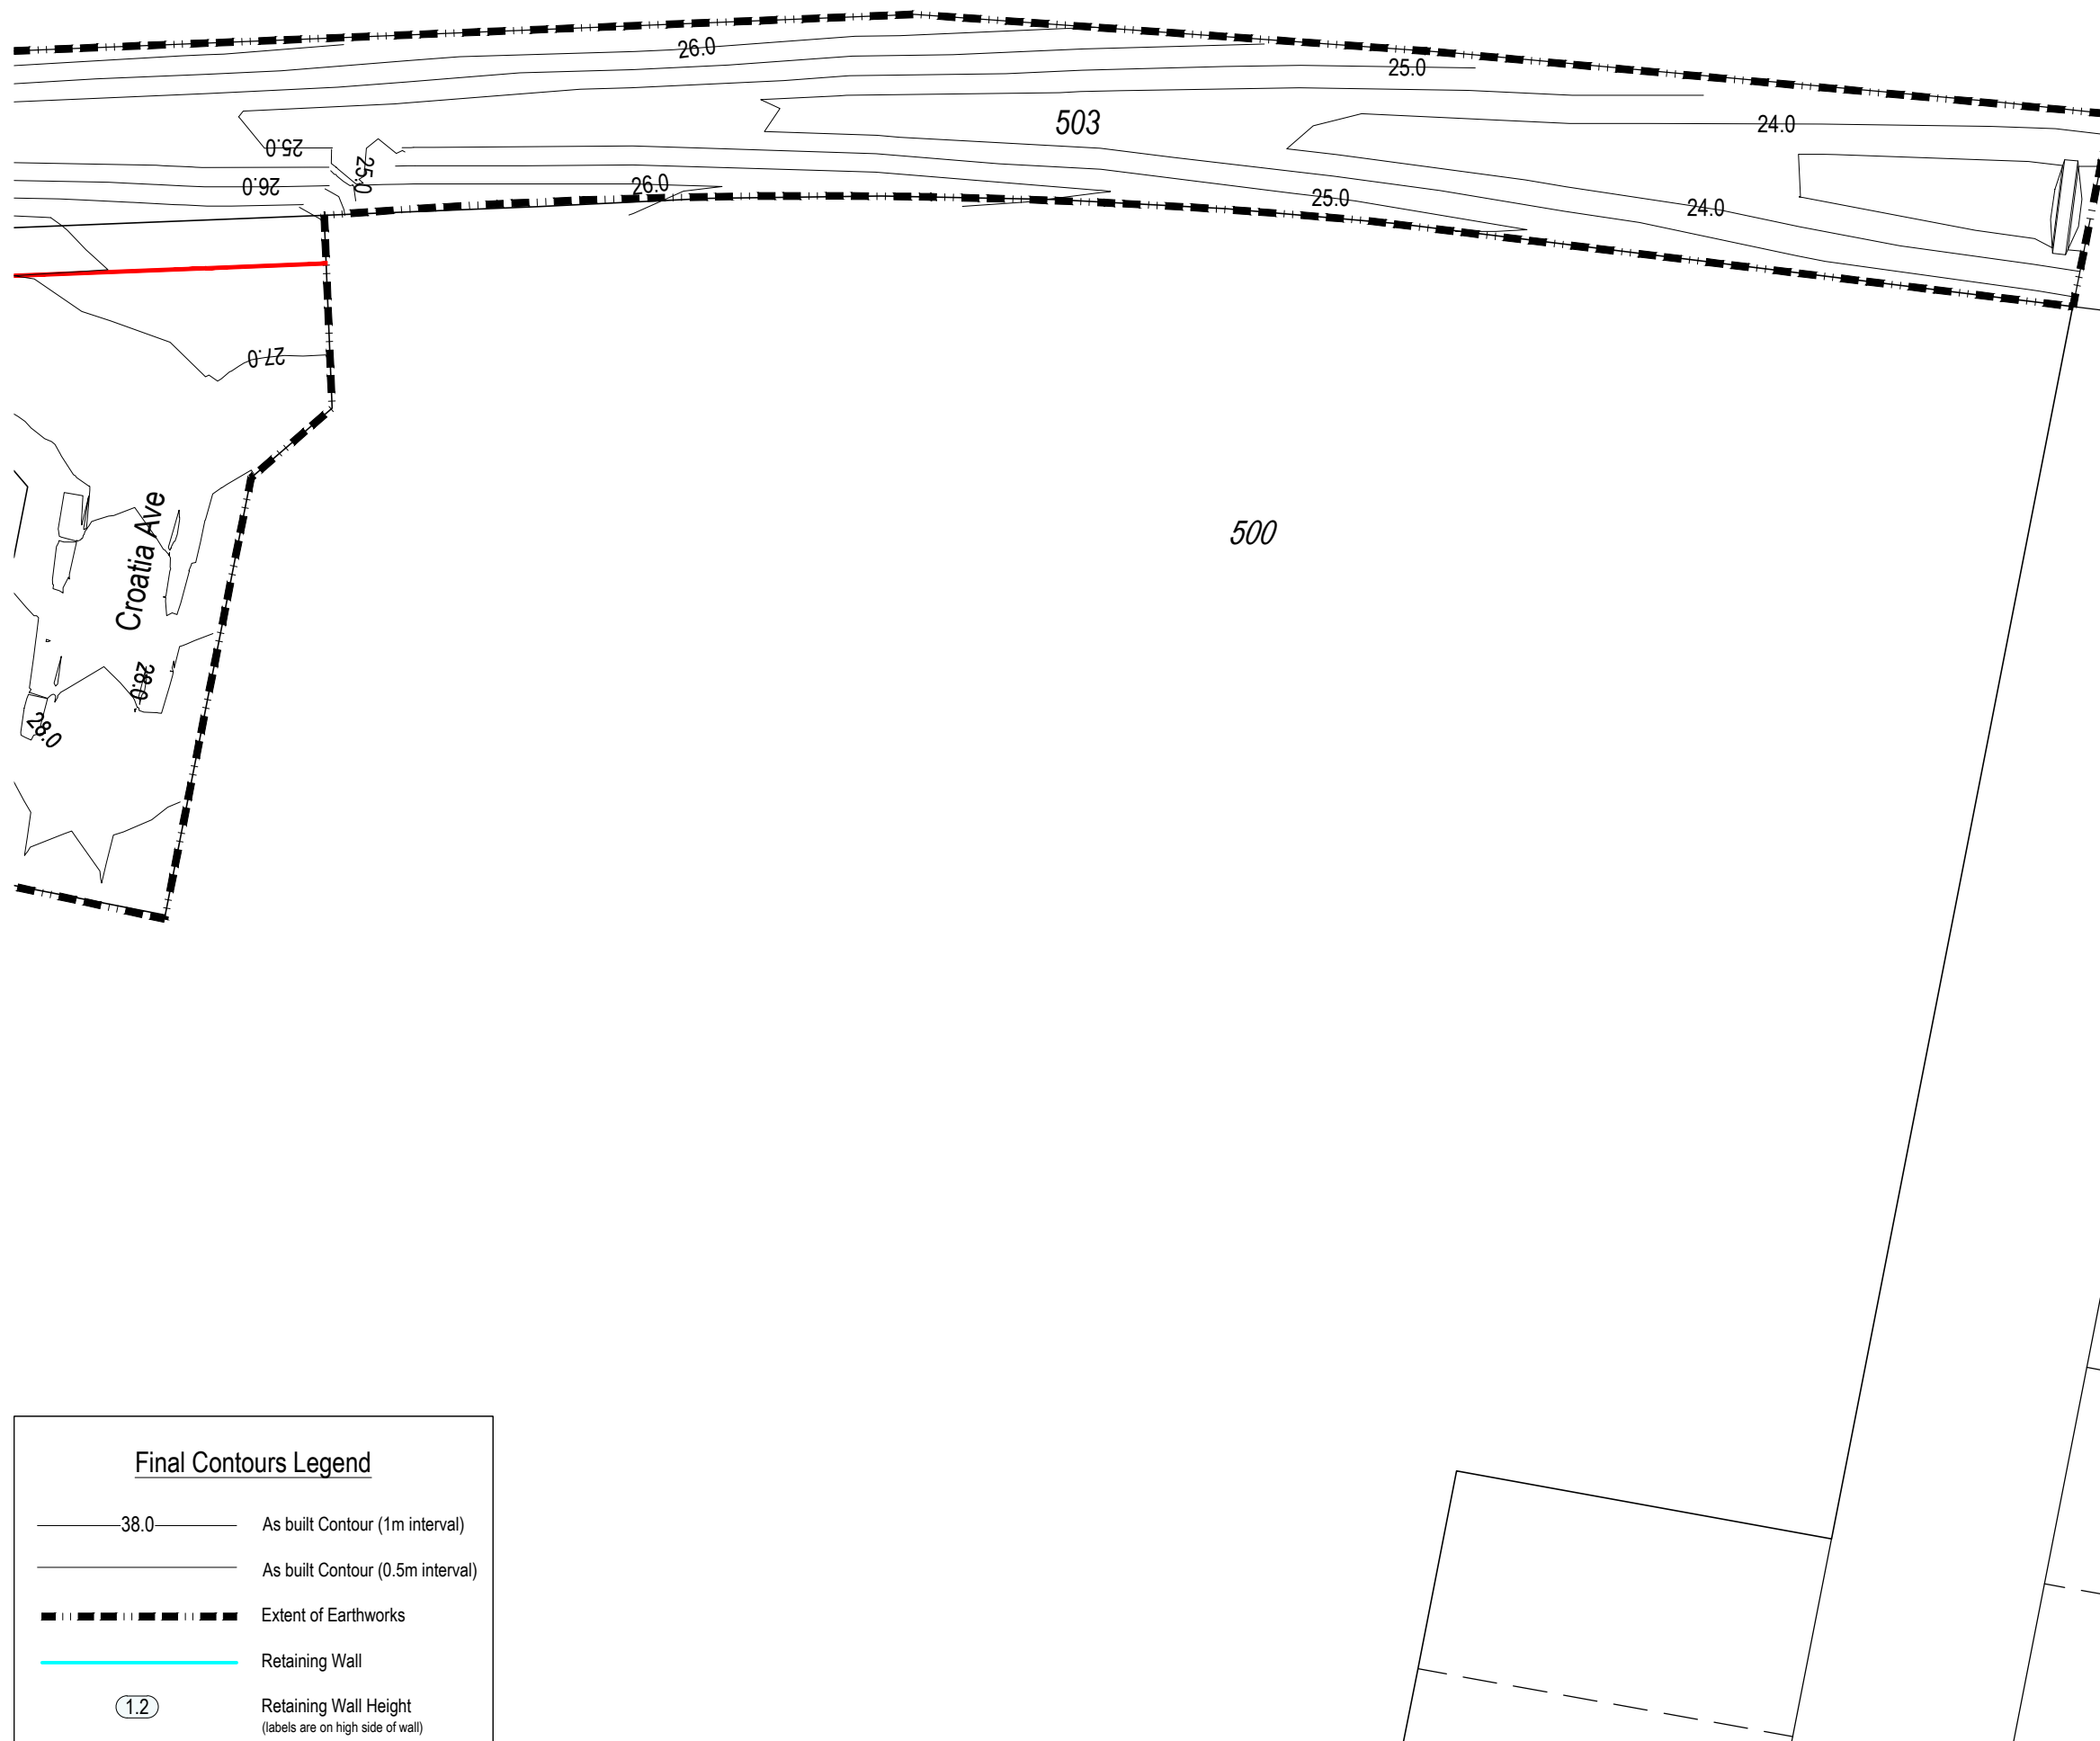 26.0
25.0
503
24.0
25.0
25.0
26.0
26.0
25.0
24.0
27.0
Croatia Ave
500
28.0
28.0
Final Contours Legend
38.0 As built Contour (1m interval)
As built Contour (0.5m interval)
Extent of Earthworks
Retaining Wall
1.2 Retaining Wall Height
(labels are on high side of wall)